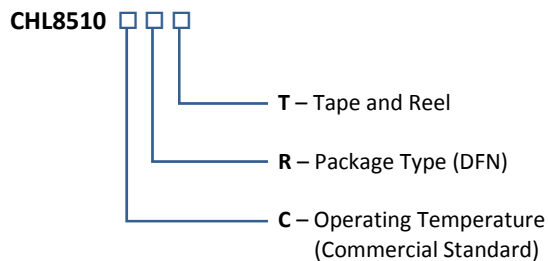 CHL8510
T – Tape and Reel
R – Package Type (DFN)
C – Operating Temperature
(Commercial Standard)